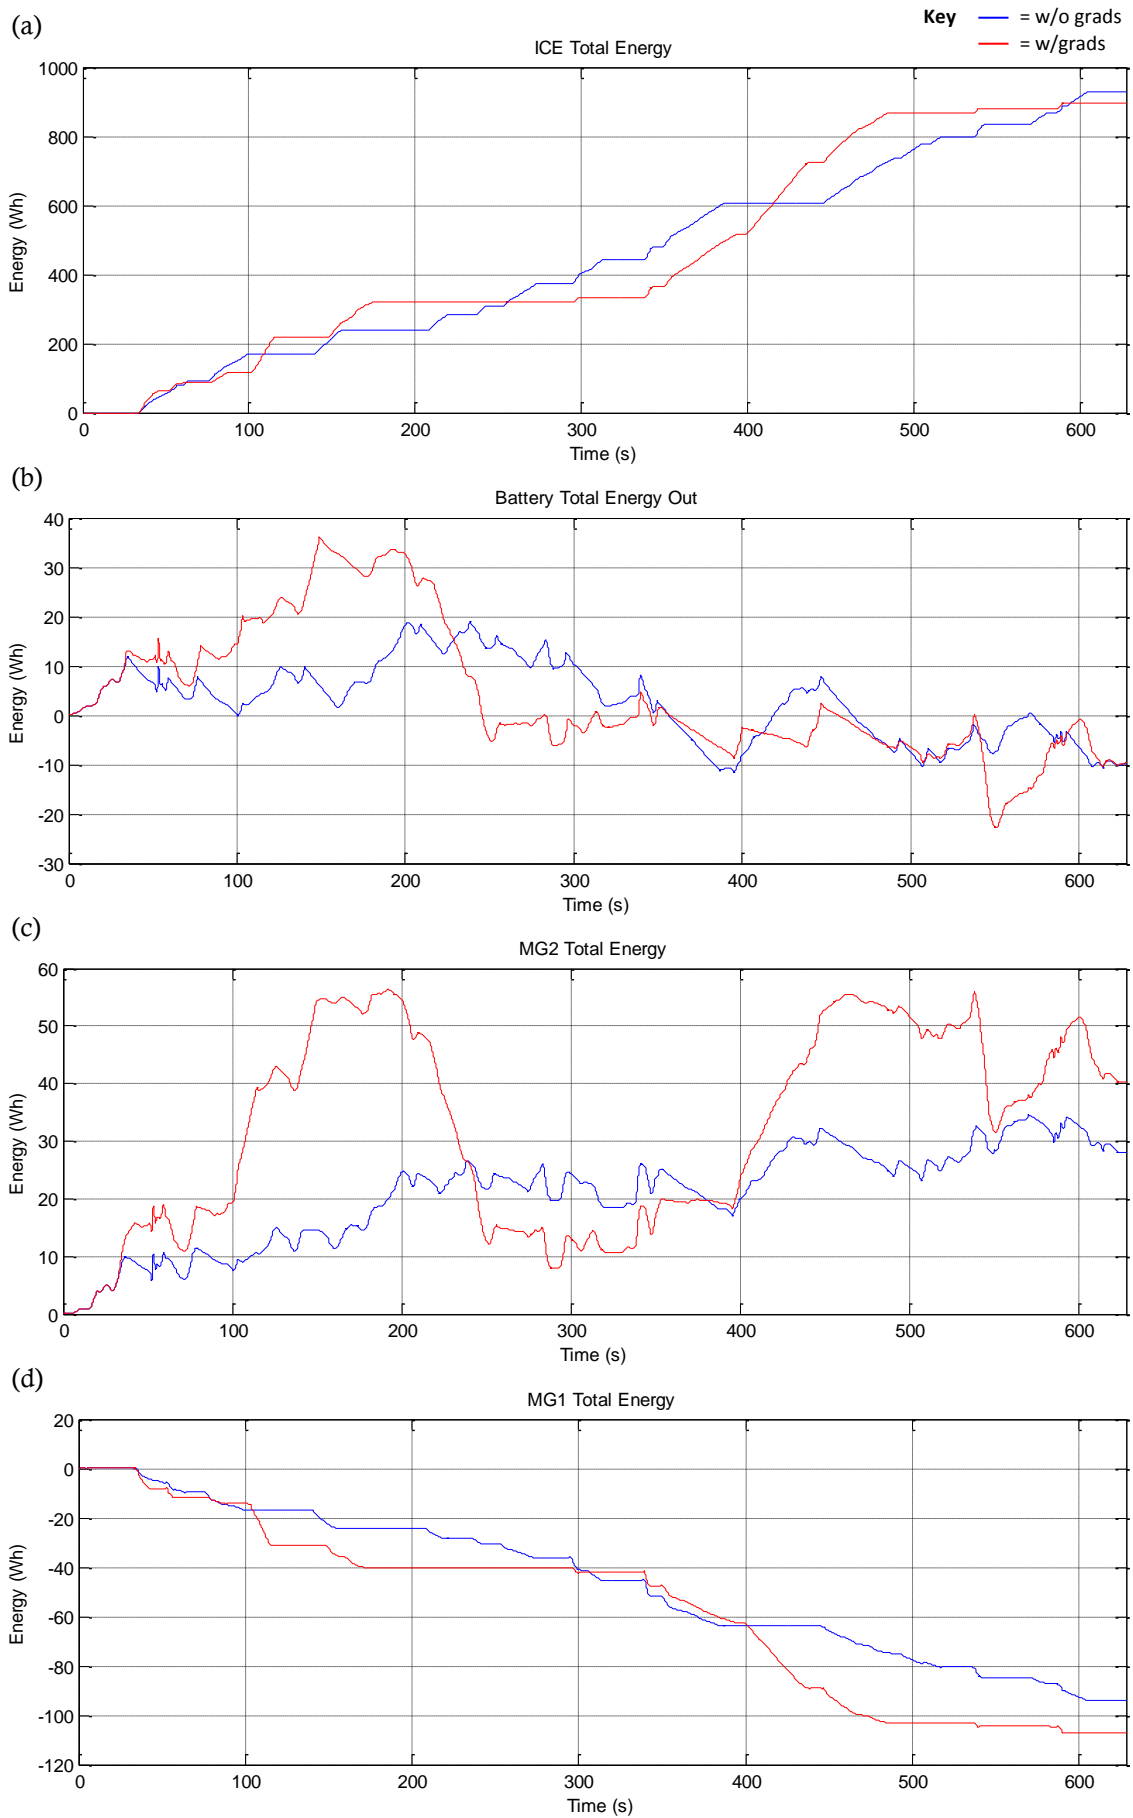 (a)
Key = w/o grads
= w/grads
ICE Total Energy
1000
800
600
400
200
0
Energy (Wh)
0 100 200 300 400 500 600
Time (s)
(b)
Battery Total Energy Out
40
30
20
10
0
-10
-20
-30
Energy (Wh)
0 100 200 300 400 500 600
Time (s)
(c)
MG2 Total Energy
60
50
40
30
20
10
0
Energy (Wh)
0 100 200 300 400 500 600
Time (s)
(d)
MG1 Total Energy
20
0
-20
-40
-60
-80
-100
-120
Energy (Wh)
0 100 200 300 400 500 600
Time (s)